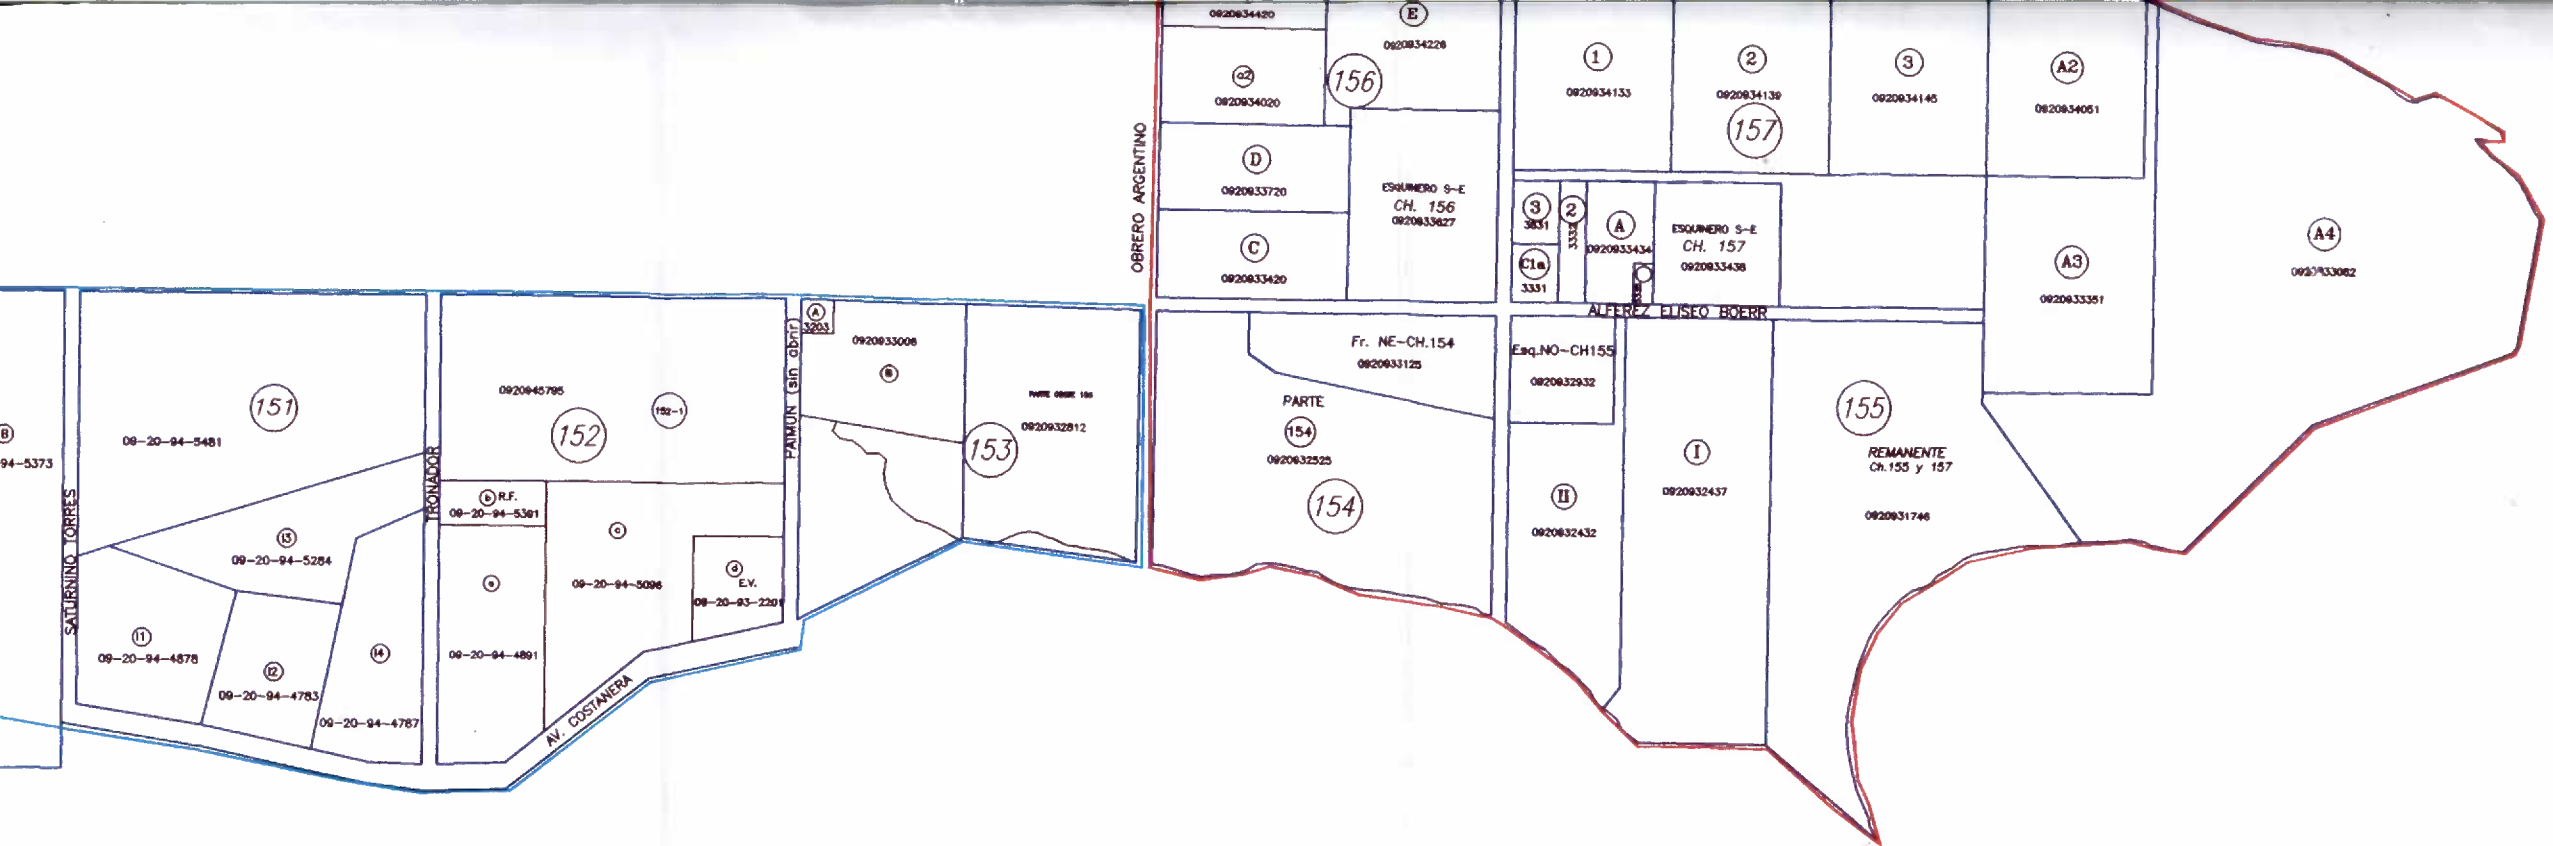 0920934420
E
0920934226
a2
0920934020
156
1
0920934133
2
0920934139
157
3
0920934145
A2
0920934051
OBRERO ARGENTINO
D
0920933720
C
0920933420
ESQUINERO S-E
CH. 156
0920933627
3
3631
C1a
3331
2
3332
A
0920933434
ESQUINERO S-E
CH. 157
0920933438
A3
0920933351
A4
ALFEREZ ELISEO BOERR
B
94-5373
SATURNINO TORRES
151
09-20-94-5481
13
09-20-94-5284
11
09-20-94-4878
12
09-20-94-4783
14
09-20-94-4787
TRONADOR
0920945795
152
152-1
b R.F.
09-20-94-5391
c
09-20-94-5096
09-20-94-4891
d
E.V.
09-20-93-2201
AV. COSTANERA
PAIMUN (sin abrir)
A
3203
0920933008
B
153
0920932812
Fr. NE-CH.154
0920933125
PARTE
154
0920932525
154
Esq.NO-CH155
0920932932
II
0920932432
I
0920932437
155
REMANENTE
Ch.155 y 157
0920931746